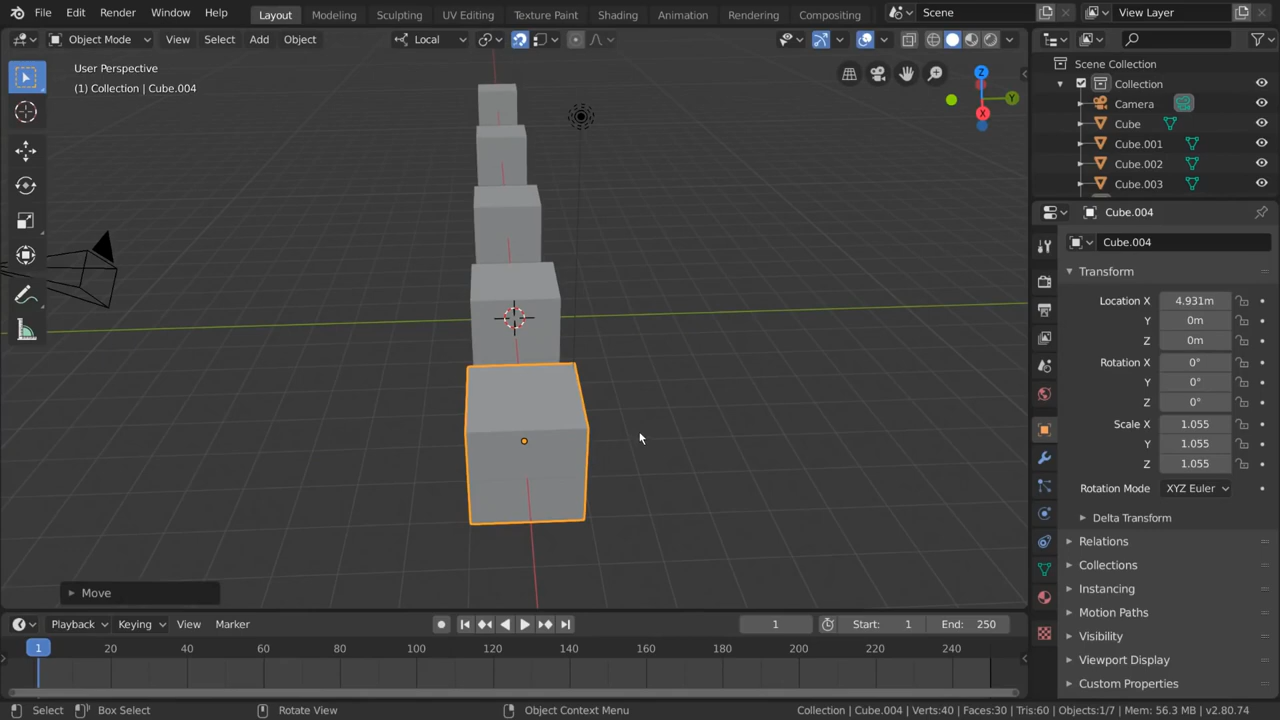 File Edit Render Window Help Layout Modeling Sculpting UV Editing Texture Paint Shading Animation Rendering Compositing Scene View Layer
Object Mode View Select Add Object Local
User Perspective
(1) Collection | Cube.004
Z
Y
X
Scene Collection
Collection
Camera
Cube
Cube.001
Cube.002
Cube.003
Cube.004
Cube.004
Transform
Location X 4.931m
Y 0m
Z 0m
Rotation X 0°
Y 0°
Z 0°
Scale X 1.055
Y 1.055
Z 1.055
Rotation Mode XYZ Euler
Delta Transform
Relations
Collections
Instancing
Motion Paths
Visibility
Viewport Display
Custom Properties
Move
Playback Keying View Marker 1 Start: 1 End: 250
1 20 40 60 80 100 120 140 160 180 200 220 240
Select Box Select Rotate View Object Context Menu Collection | Cube.004 | Verts:40 | Faces:30 | Tris:60 | Objects:1/7 | Mem: 56.3 MB | v2.80.74